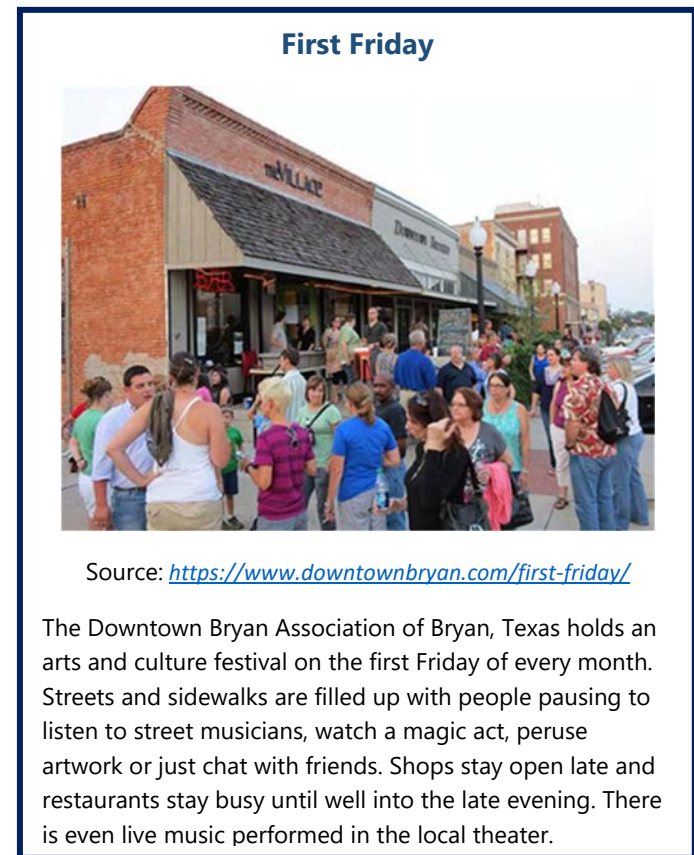 First Friday
THE VILLAGE
DOWNTOWN
BAR
Source: https://www.downtownbryan.com/first-friday/
The Downtown Bryan Association of Bryan, Texas holds an
arts and culture festival on the first Friday of every month.
Streets and sidewalks are filled up with people pausing to
listen to street musicians, watch a magic act, peruse
artwork or just chat with friends. Shops stay open late and
restaurants stay busy until well into the late evening. There
is even live music performed in the local theater.